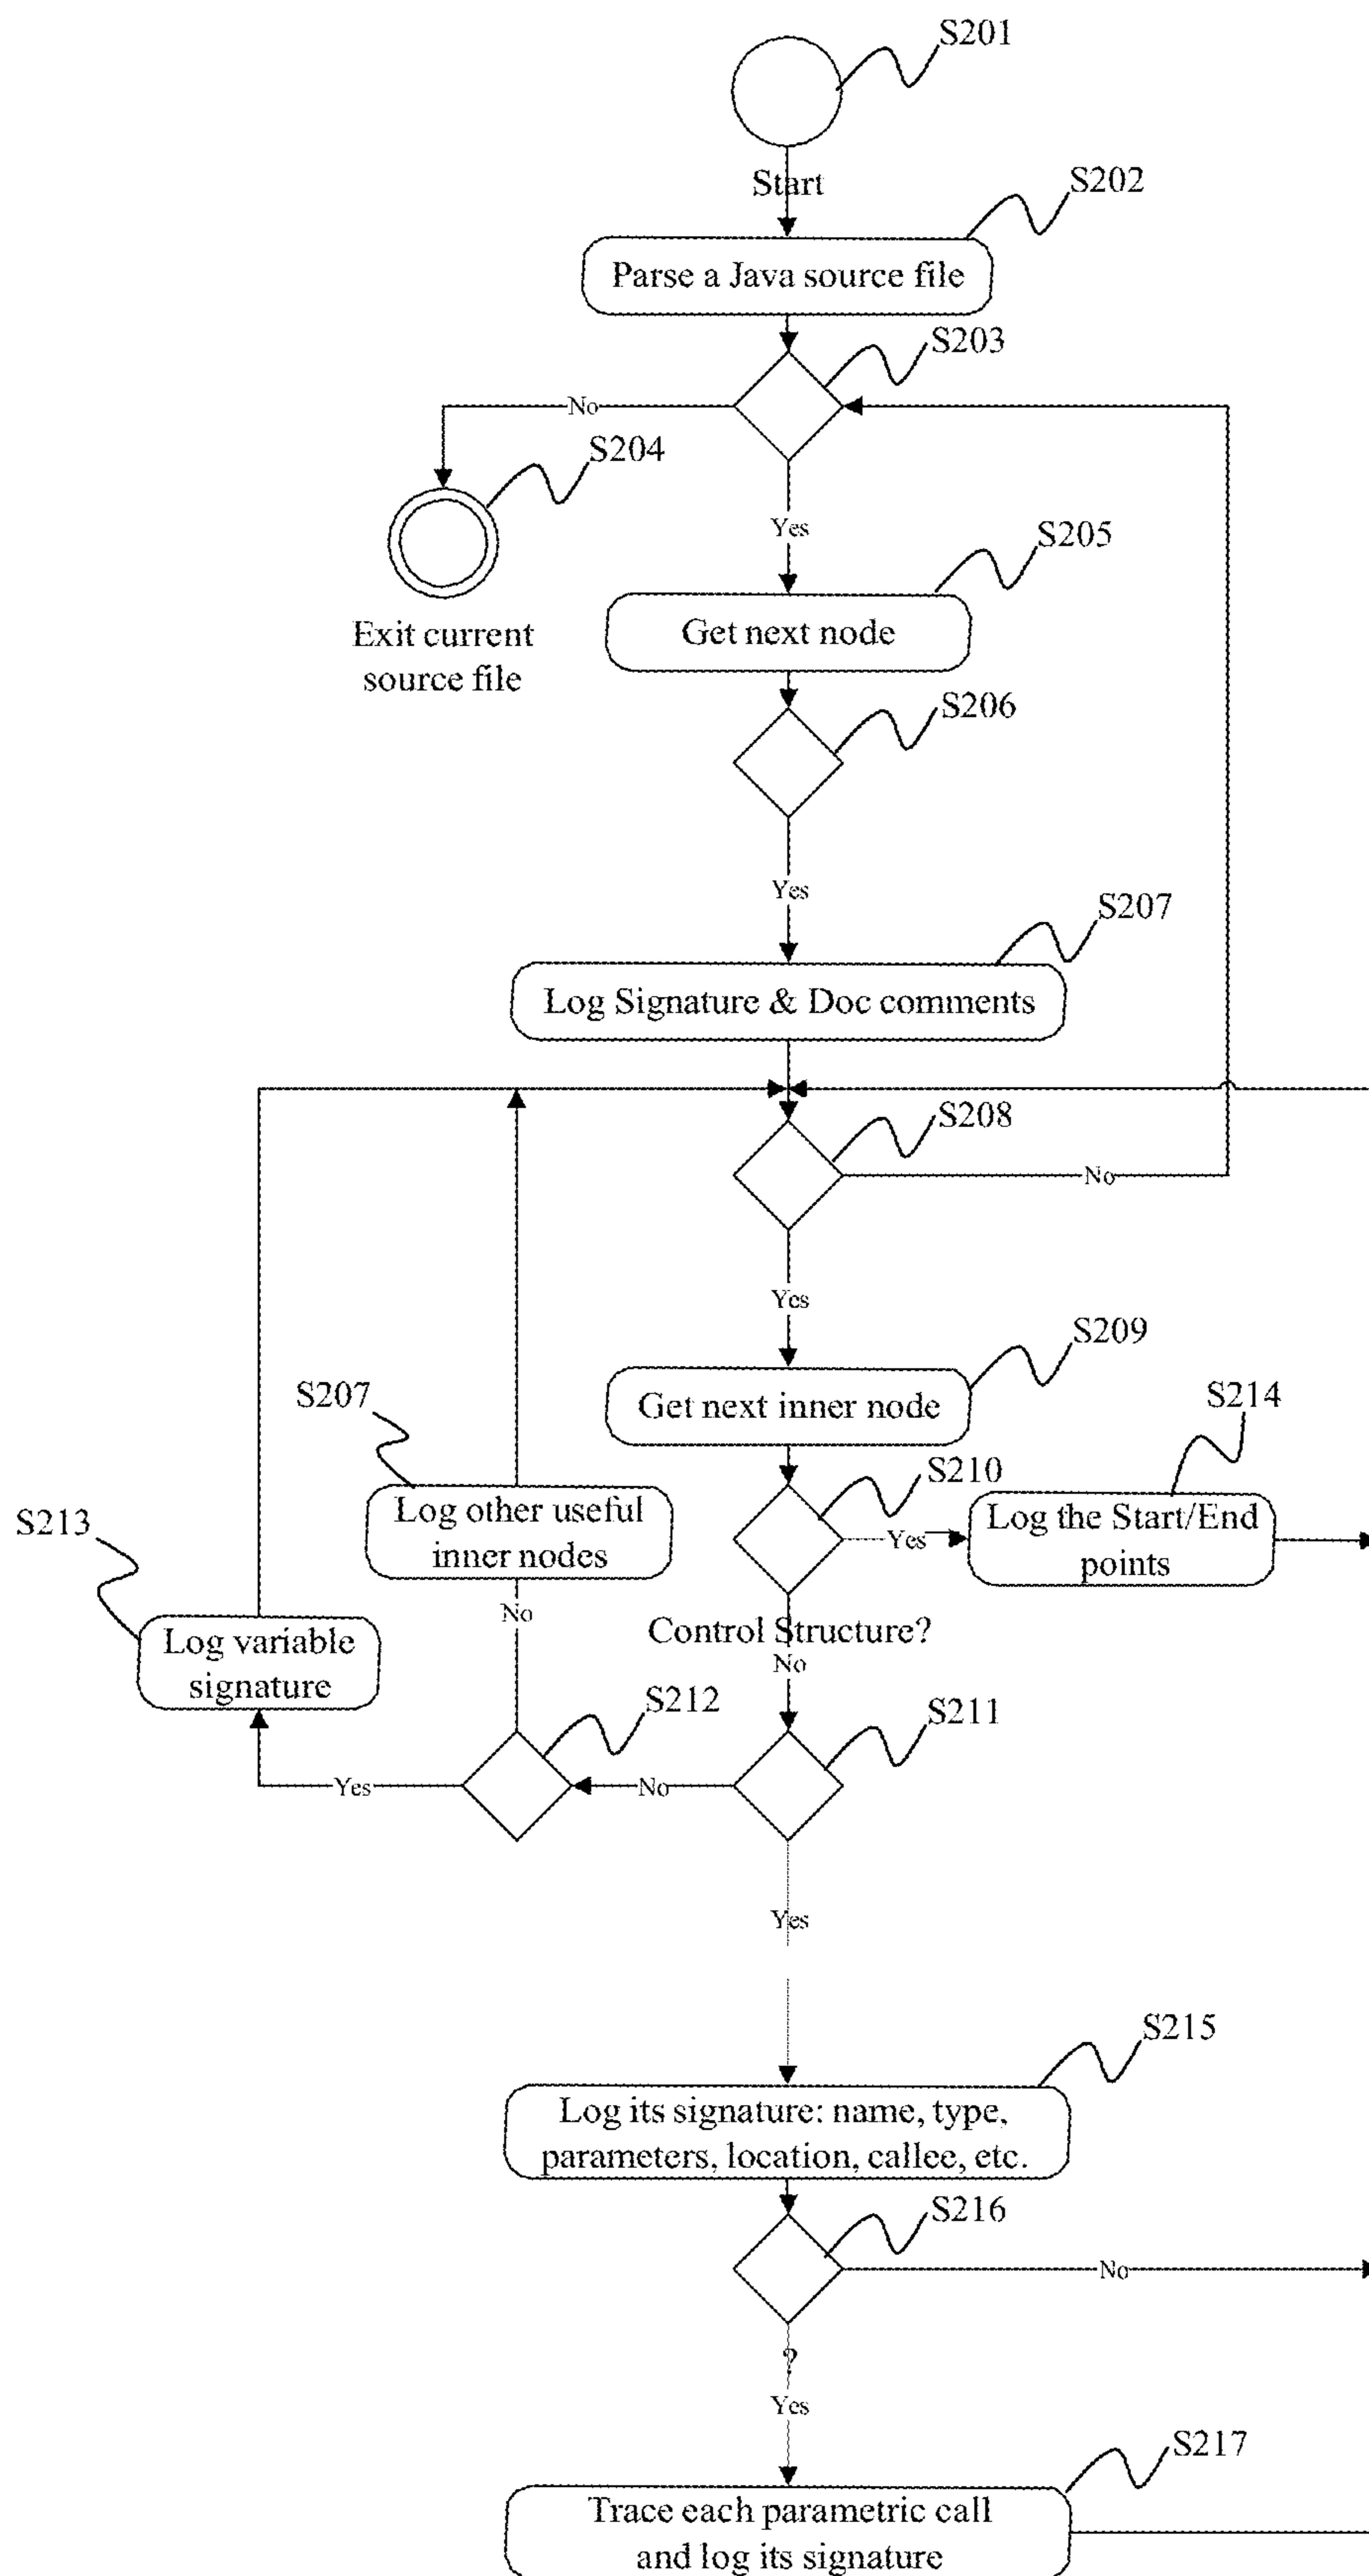 S201
Start
S202
Parse a Java source file
S203
No
S204
Yes
S205
Exit current
source file
Get next node
S206
Yes
S207
Log Signature & Doc comments
S208
No
Yes
S209
Get next inner node
S207
S214
S210
Log other useful
inner nodes
Yes
Log the Start/End
points
S213
No
Control Structure?
No
Log variable
signature
S212
S211
Yes
No
Yes
S215
Log its signature: name, type,
parameters, location, callee, etc.
S216
No
?
Yes
S217
Trace each parametric call
and log its signature